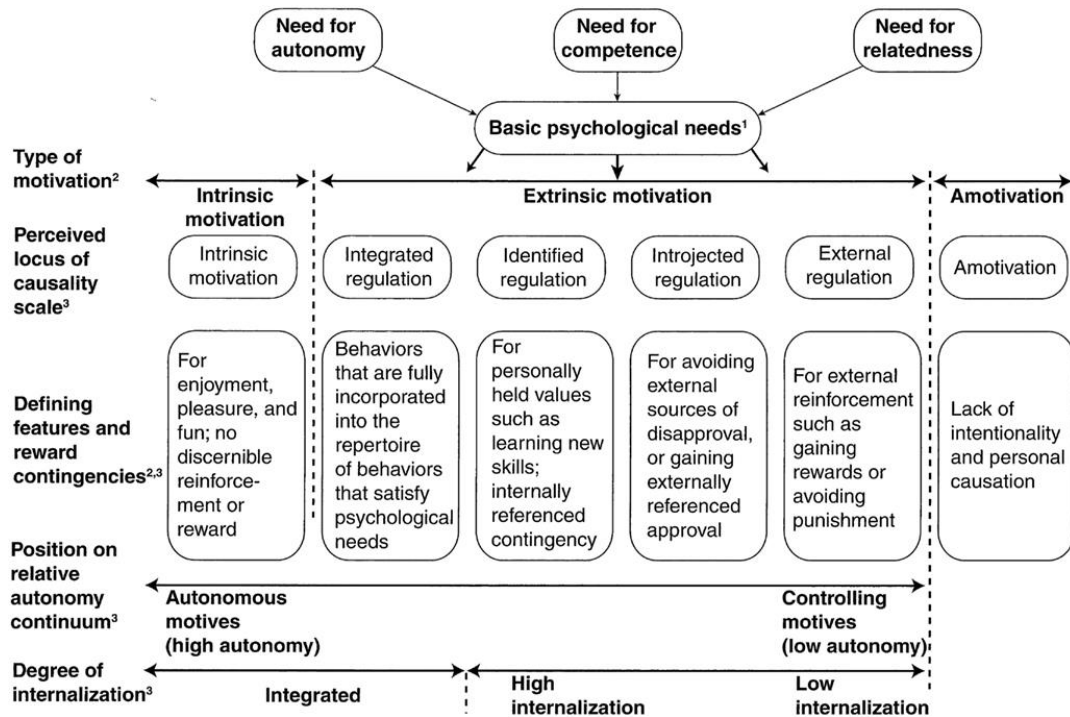 Need for
autonomy
Need for
competence
Need for
relatedness
Basic psychological needs¹
Type of
motivation²
Intrinsic
motivation
Extrinsic motivation
Amotivation
Perceived
locus of
causality
scale³
Intrinsic
motivation
Integrated
regulation
Identified
regulation
Introjected
regulation
External
regulation
Amotivation
Defining
features and
reward
contingencies²,³
For
enjoyment,
pleasure, and
fun; no
discernible
reinforce-
ment or
reward
Behaviors
that are fully
incorporated
into the
repertoire
of behaviors
that satisfy
psychological
needs
For
personally
held values
such as
learning new
skills;
internally
referenced
contingency
For avoiding
external
sources of
disapproval,
or gaining
externally
referenced
approval
For external
reinforcement
such as
gaining
rewards or
avoiding
punishment
Lack of
intentionality
and personal
causation
Position on
relative
autonomy
continuum³
Autonomous
motives
(high autonomy)
Controlling
motives
(low autonomy)
Degree of
internalization³
Integrated
High
internalization
Low
internalization